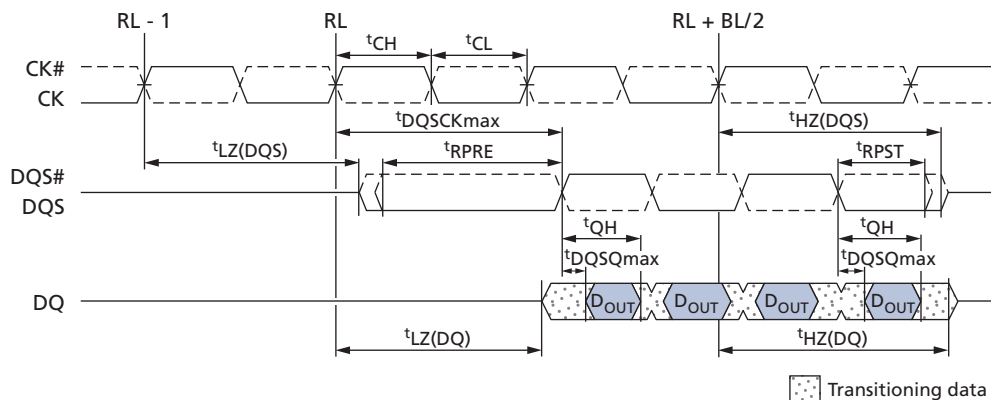 RL - 1 RL RL + BL/2
tCH tCL
CK#
CK
tDQSCKmax tHZ(DQS)
tLZ(DQS) tRPRE tRPST
DQS#
DQS
tQH tQH
tDQSQmax tDQSQmax
DQ DOUT DOUT DOUT DOUT
tLZ(DQ) tHZ(DQ)
Transitioning data